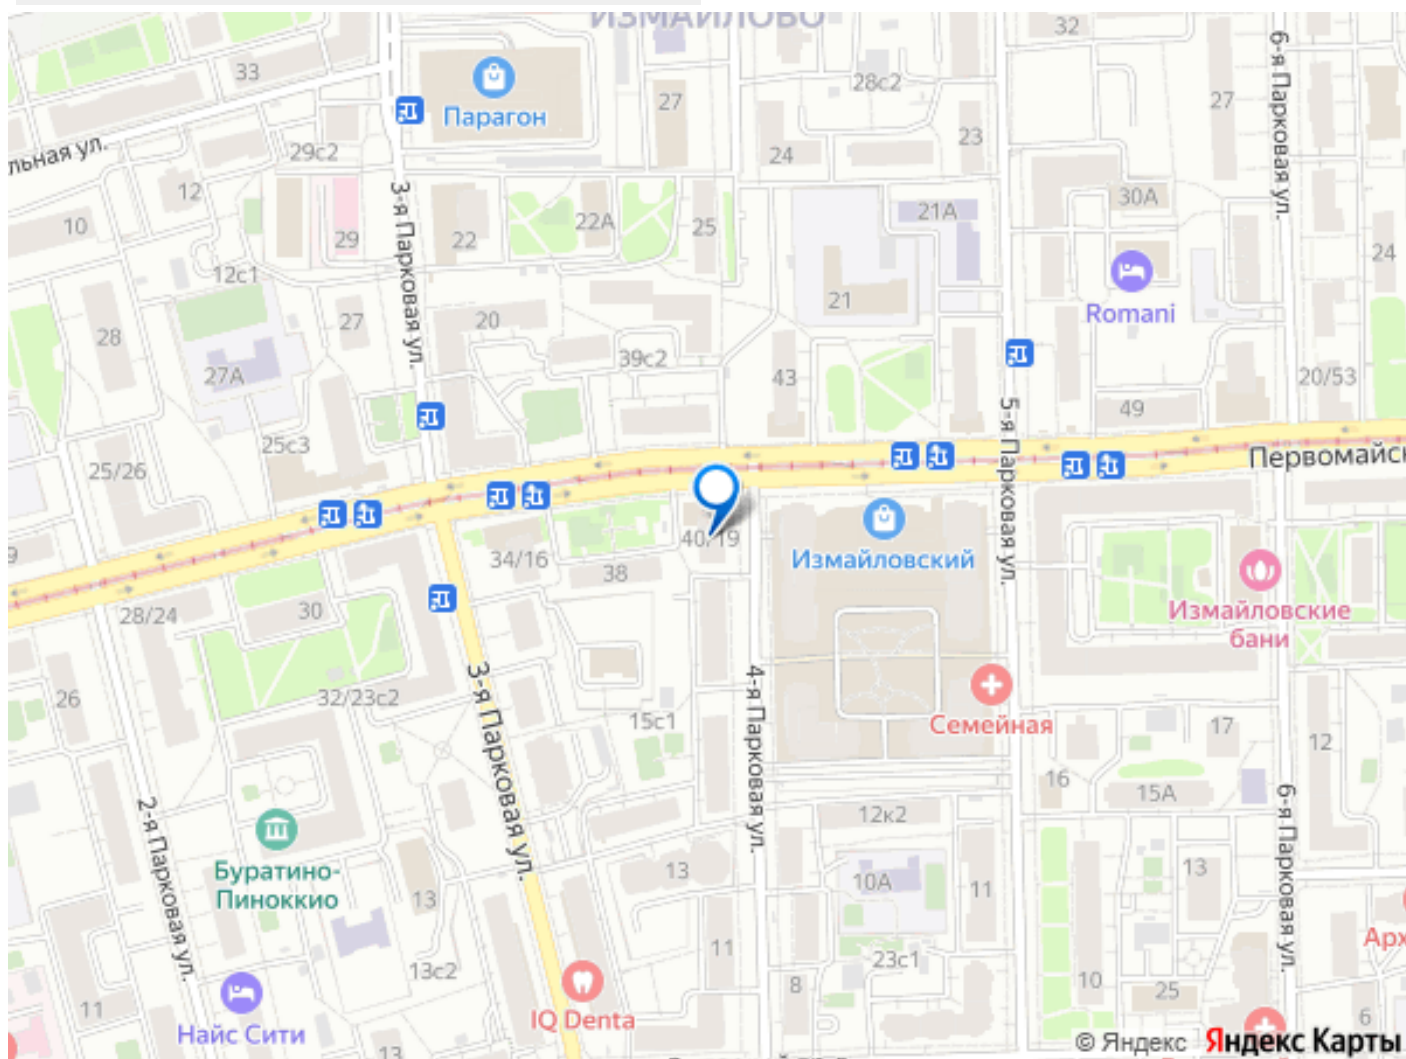 ИЗМАЙЛОВО
32
6-я Парковая ул.
33
Парагон
27
28с2
23
27
льная ул.
29с2
24
12
3-я Парковая ул.
30А
10
29
22
22А
25
21А
24
12с1
21
Romani
28
27
20
39с2
43
20/53
27А
5-я Парковая ул.
49
25с3
25/26
Первомайск
40/19
Измайловский
34/16
38
9
28/24
30
Измайловские
бани
26
32/23с2
3-я Парковая ул.
4-я Парковая ул.
15с1
Семейная
17
12
16
15А
2-я Парковая ул.
6-я Парковая ул.
12к2
Буратино-
Пиноккио
13
13
10А
11
13
13с2
11
23с1
Арх
8
10
25
11
6
IQ Denta
Найс Сити
13
© Яндекс Яндекс Карты